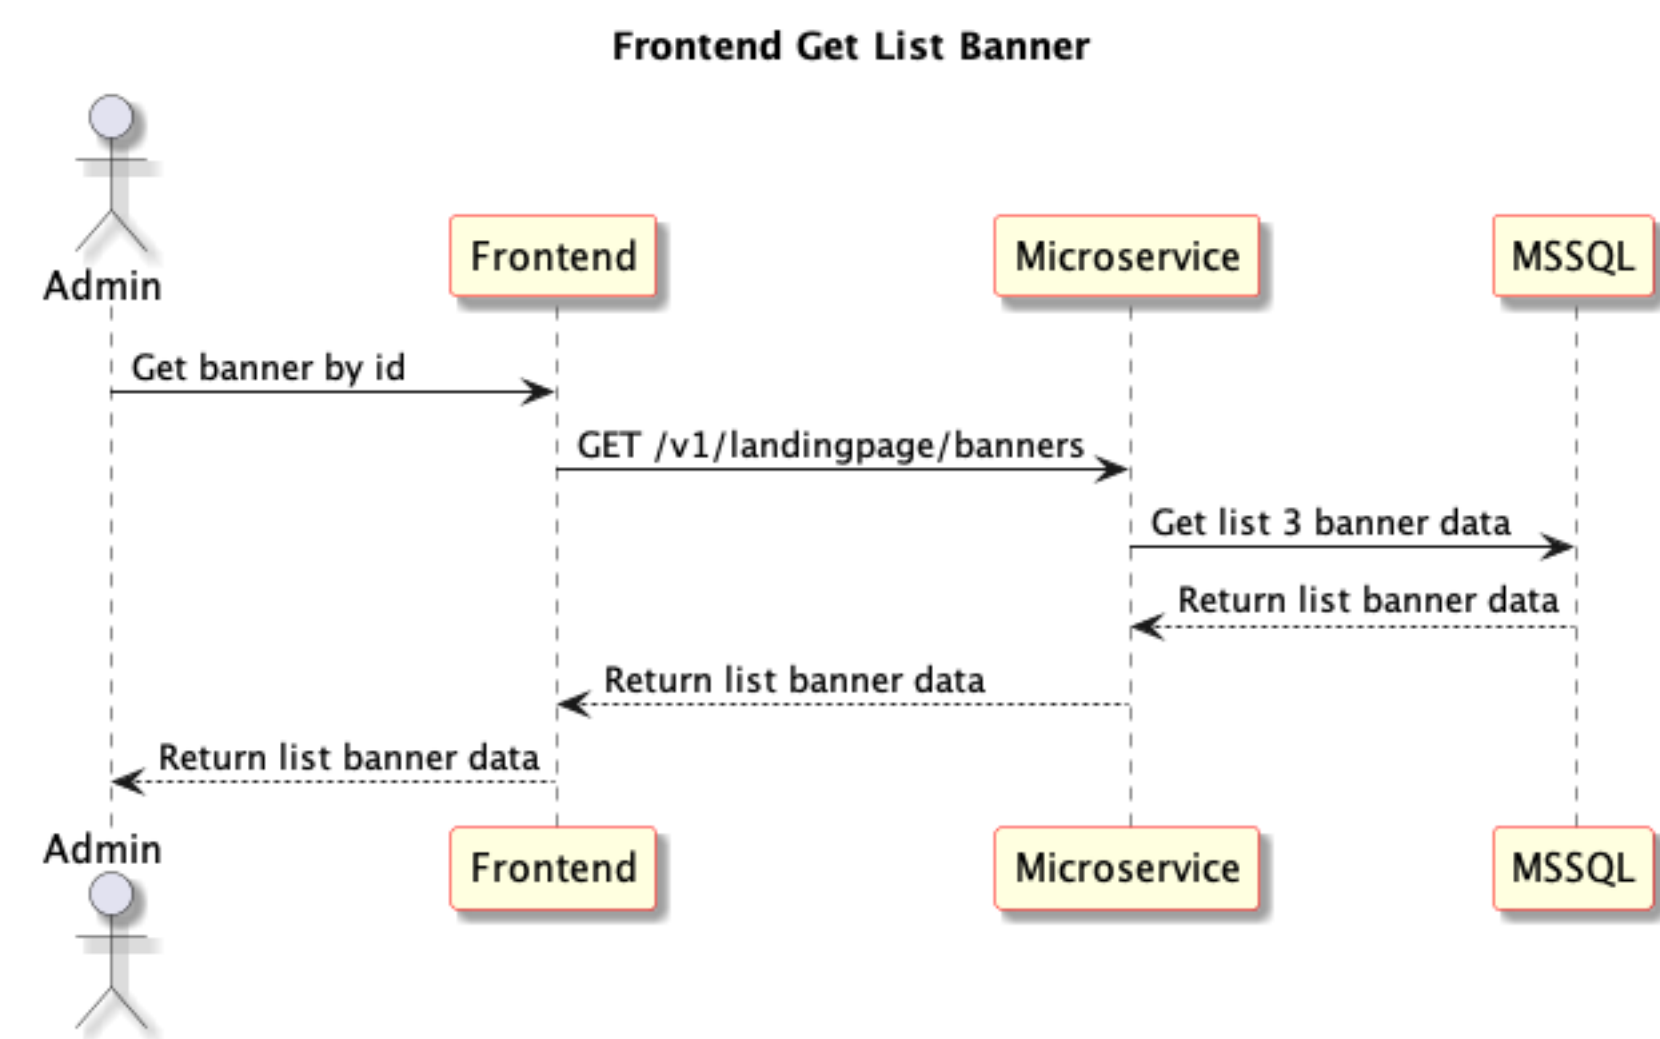 Frontend Get List Banner
Admin
Frontend
Microservice
MSSQL
Get banner by id
GET /v1/landingpage/banners
Get list 3 banner data
Return list banner data
Return list banner data
Return list banner data
Admin
Frontend
Microservice
MSSQL